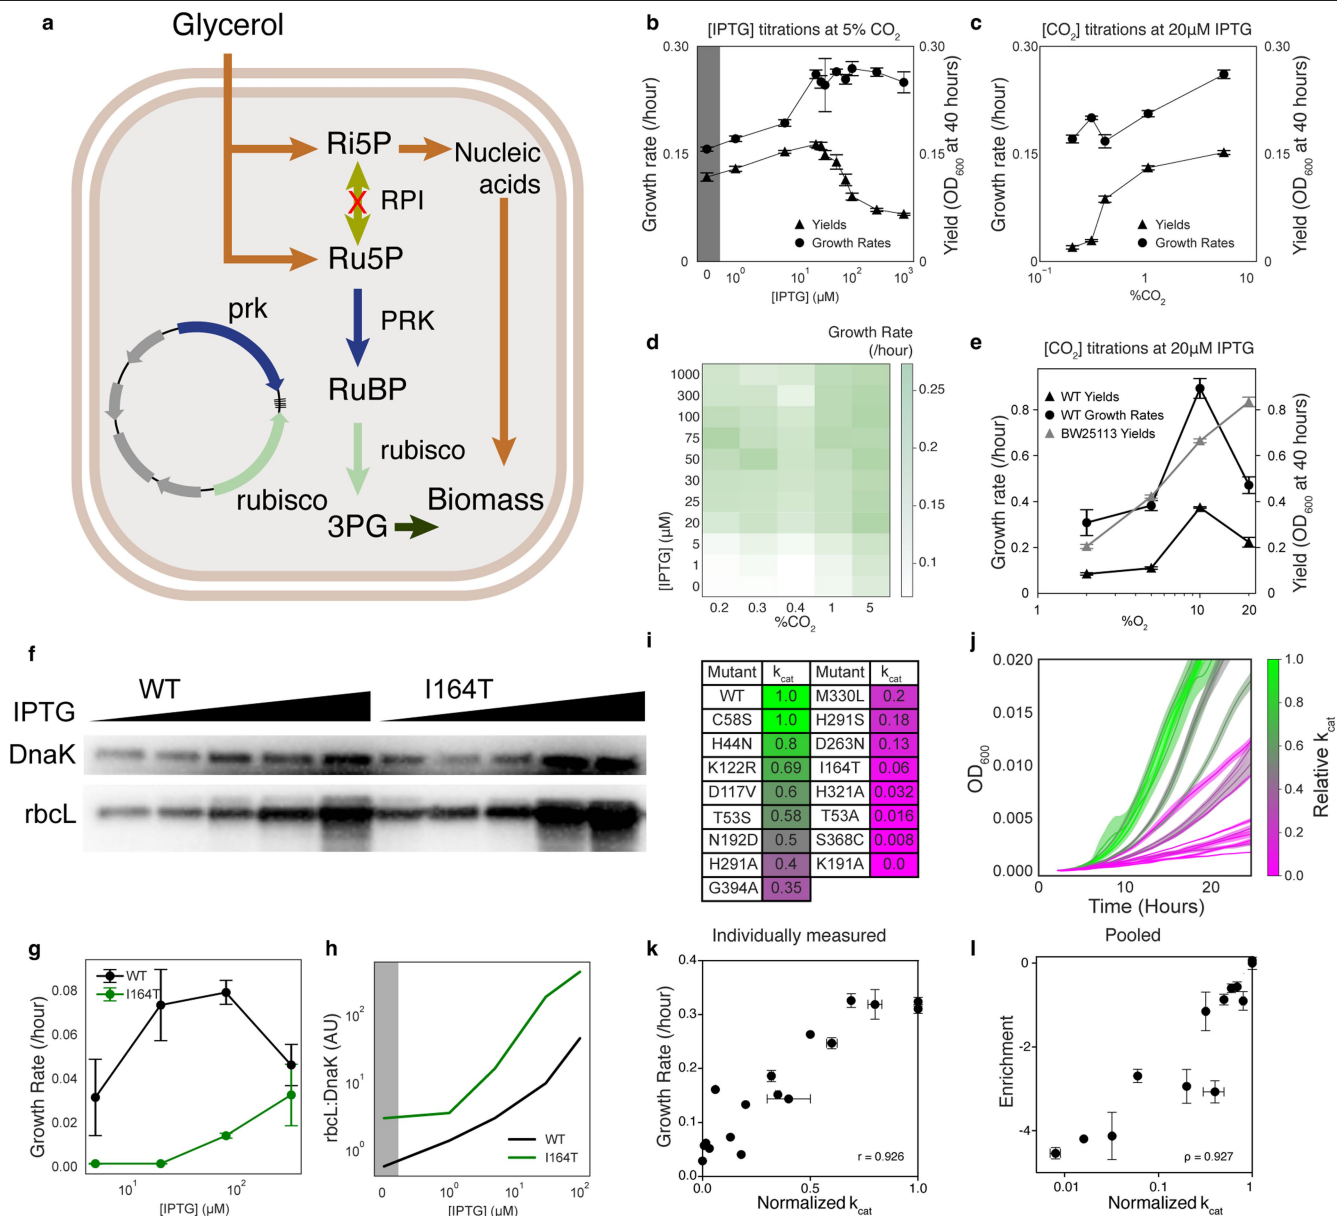 a
Glycerol
Ri5P
Nucleic
acids
X
RPI
Ru5P
prk
PRK
RuBP
rubisco
rubisco
3PG
Biomass
b
[IPTG] titrations at 5% CO2
0.30
0.15
0
Growth rate (/hour)
0.30
0.15
0
Yield (OD600 at 40 hours)
Yields
Growth Rates
0 10^0 10^1 10^2 10^3
[IPTG] (µM)
c
[CO2] titrations at 20µM IPTG
0.30
0.15
0
Growth rate (/hour)
0.30
0.15
0
Yield (OD600 at 40 hours)
Yields
Growth Rates
10^-1 1 10
%CO2
d
Growth Rate
(/hour)
1000
300
100
75
50
30
25
20
5
1
0
[IPTG] (µM)
0.2 0.3 0.4 1 5
%CO2
0.25
0.2
0.15
0.1
e
[CO2] titrations at 20µM IPTG
WT Yields
WT Growth Rates
BW25113 Yields
0.8
0.6
0.4
0.2
0
Growth rate (/hour)
0.8
0.6
0.4
0.2
0
Yield (OD600 at 40 hours)
1 10 20
%O2
f
WT I164T
IPTG
DnaK
rbcL
i
Mutant kcat Mutant kcat
WT 1.0 M330L 0.2
C58S 1.0 H291S 0.18
H44N 0.8 D263N 0.13
K122R 0.69 I164T 0.06
D117V 0.6 H321A 0.032
T53S 0.58 T53A 0.016
N192D 0.5 S368C 0.008
H291A 0.4 K191A 0.0
G394A 0.35
j
0.020
0.015
0.010
0.005
0.000
OD600
0 10 20
Time (Hours)
1.0
0.8
0.6
0.4
0.2
0.0
Relative kcat
g
WT
I164T
0.08
0.06
0.04
0.02
0.00
Growth Rate (/hour)
10^1 10^2
[IPTG] (µM)
h
10^2
10^1
10^0
rbcL:DnaK (AU)
WT
I164T
0 10^0 10^1 10^2
[IPTG] (µM)
k
Individually measured
0.4
0.3
0.2
0.1
0.0
Growth Rate (/Hour)
r = 0.926
0.0 0.5 1.0
Normalized kcat
l
Pooled
0
-2
-4
Enrichment
ρ = 0.927
0.01 0.1 1
Normalized kcat